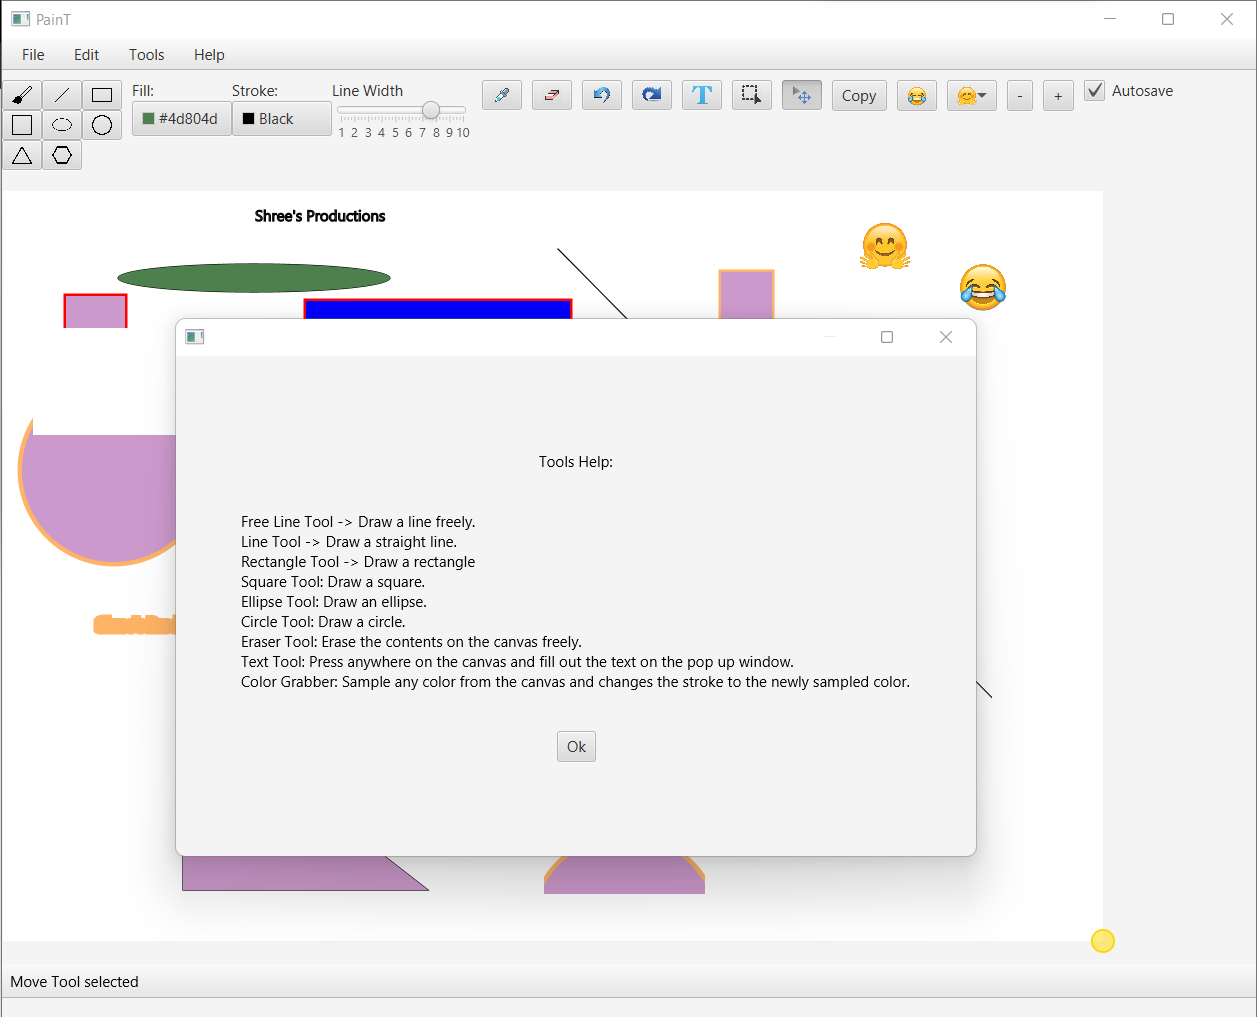 PainT
File Edit Tools Help
Fill: Stroke: Line Width
#4d804d Black
1 2 3 4 5 6 7 8 9 10
T Copy - + Autosave
Shree's Productions
Tools Help:
Free Line Tool -> Draw a line freely.
Line Tool -> Draw a straight line.
Rectangle Tool -> Draw a rectangle
Square Tool: Draw a square.
Ellipse Tool: Draw an ellipse.
Circle Tool: Draw a circle.
Eraser Tool: Erase the contents on the canvas freely.
Text Tool: Press anywhere on the canvas and fill out the text on the pop up window.
Color Grabber: Sample any color from the canvas and changes the stroke to the newly sampled color.
Ok
Move Tool selected